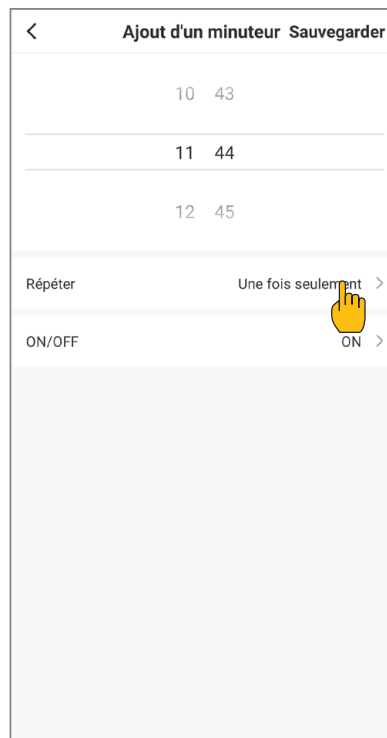 Ajout d'un minuteur Sauvegarder
10 43
11 44
12 45
Répéter Une fois seulement
ON/OFF ON